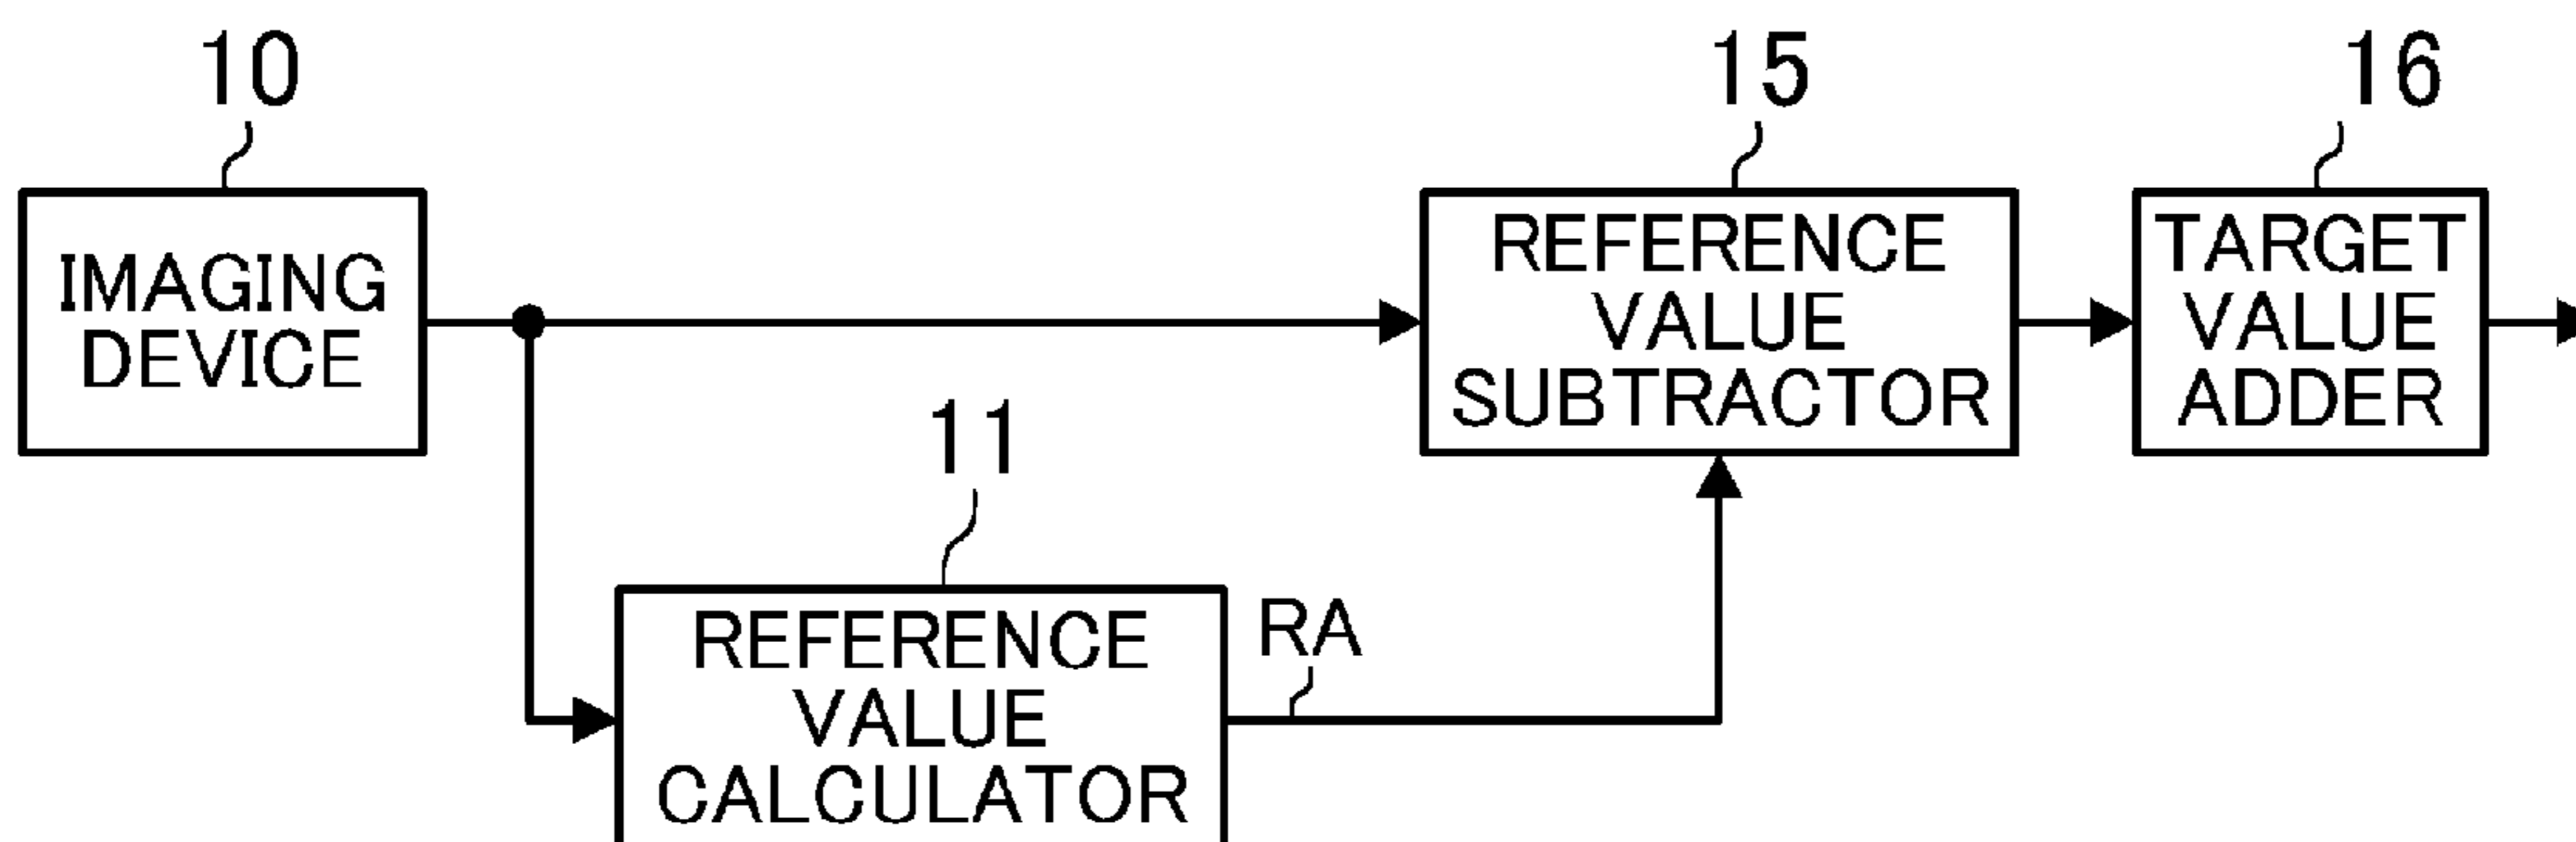 10
15
16
IMAGING
DEVICE
REFERENCE
VALUE
SUBTRACTOR
TARGET
VALUE
ADDER
11
REFERENCE
VALUE
CALCULATOR
RA